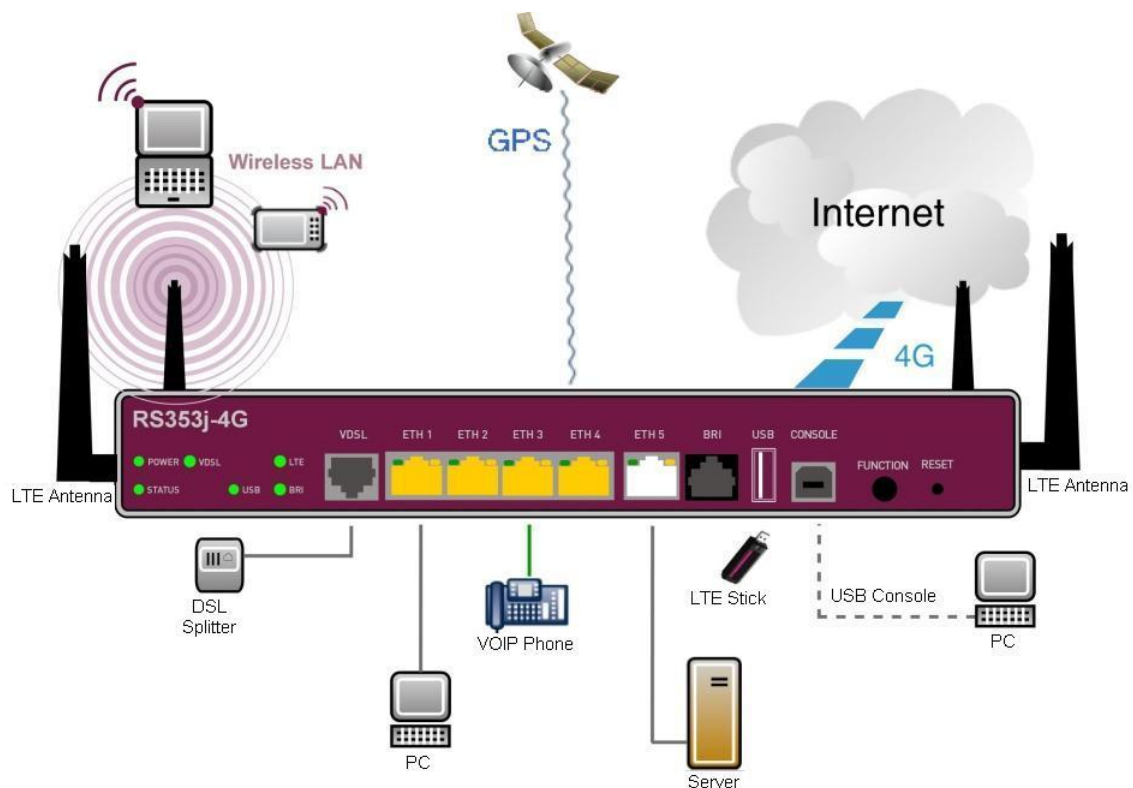 GPS
Wireless LAN
Internet
4G
RS353j-4G
VDSL
ETH 1
ETH 2
ETH 3
ETH 4
ETH 5
BRI
USB
CONSOLE
POWER
VDSL
LTE
FUNCTION
RESET
STATUS
USB
BRI
LTE Antenna
LTE Antenna
DSL
Splitter
VOIP Phone
LTE Stick
USB Console
PC
PC
Server